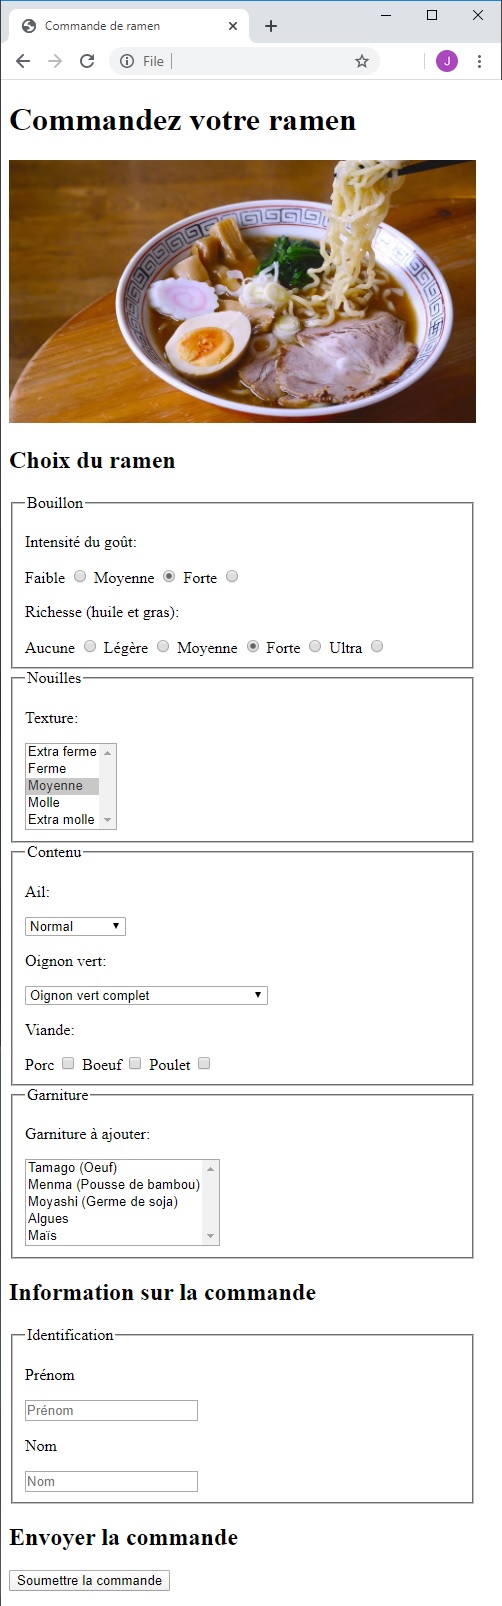 Commande de ramen
File
J
Commandez votre ramen
Choix du ramen
Bouillon
Intensité du goût:
Faible Moyenne Forte
Richesse (huile et gras):
Aucune Légère Moyenne Forte Ultra
Nouilles
Texture:
Extra ferme
Ferme
Moyenne
Molle
Extra molle
Contenu
Ail:
Normal
Oignon vert:
Oignon vert complet
Viande:
Porc Boeuf Poulet
Garniture
Garniture à ajouter:
Tamago (Oeuf)
Menma (Pousse de bambou)
Moyashi (Germe de soja)
Algues
Maïs
Information sur la commande
Identification
Prénom
Prénom
Nom
Nom
Envoyer la commande
Soumettre la commande